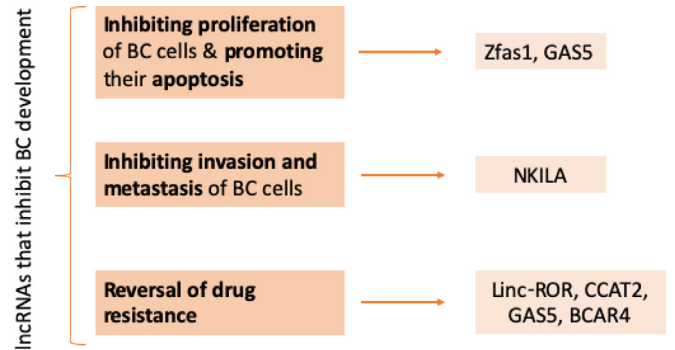 lncRNAs that inhibit BC development
Inhibiting proliferation
of BC cells & promoting
their apoptosis
Zfas1, GAS5
Inhibiting invasion and
metastasis of BC cells
NKILA
Reversal of drug
resistance
Linc-ROR, CCAT2,
GAS5, BCAR4